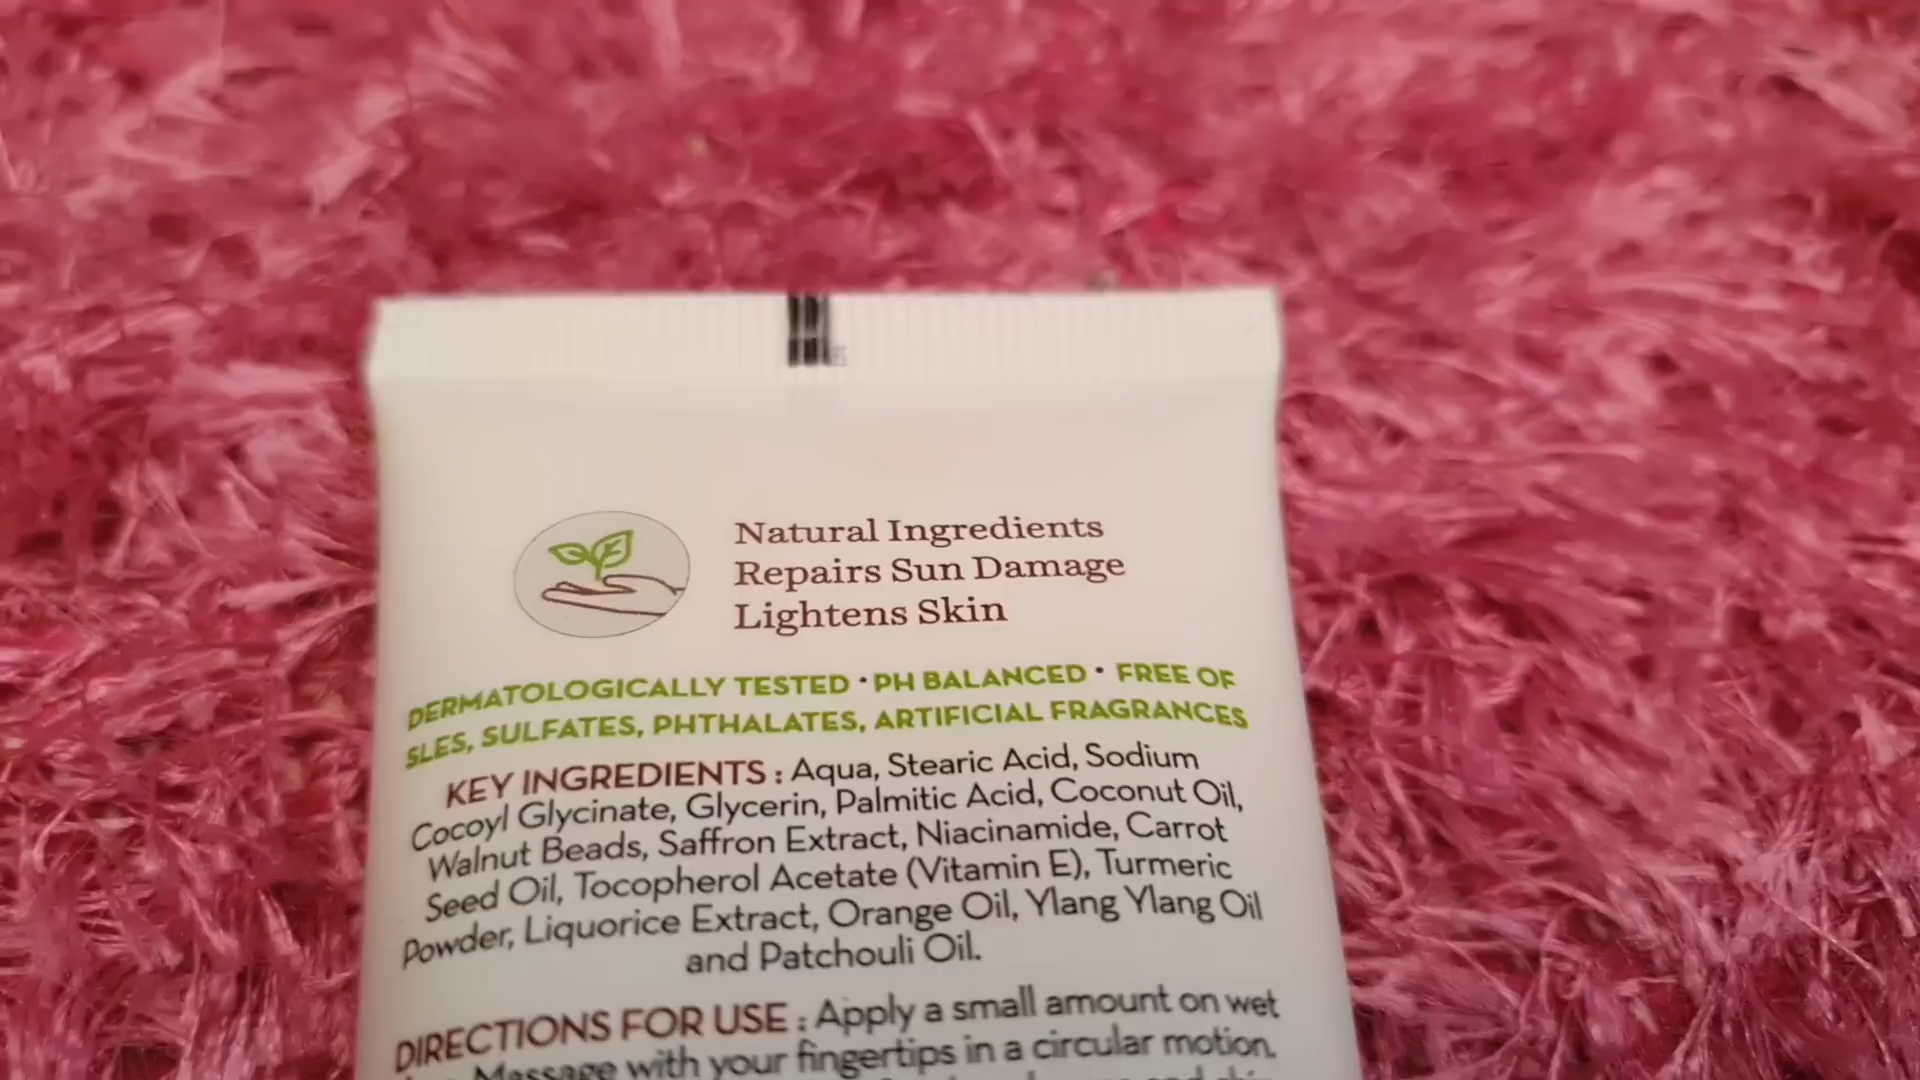 Natural Ingredients
Repairs Sun Damage
Lightens Skin
DERMATOLOGICALLY TESTED • PH BALANCED • FREE OF
SLES, SULFATES, PHTHALATES, ARTIFICIAL FRAGRANCES
KEY INGREDIENTS : Aqua, Stearic Acid, Sodium
Cocoyl Glycinate, Glycerin, Palmitic Acid, Coconut Oil,
Walnut Beads, Saffron Extract, Niacinamide, Carrot
Seed Oil, Tocopherol Acetate (Vitamin E), Turmeric
Powder, Liquorice Extract, Orange Oil, Ylang Ylang Oil
and Patchouli Oil.
DIRECTIONS FOR USE : Apply a small amount on wet
Message with your fingertips in a circular motion.